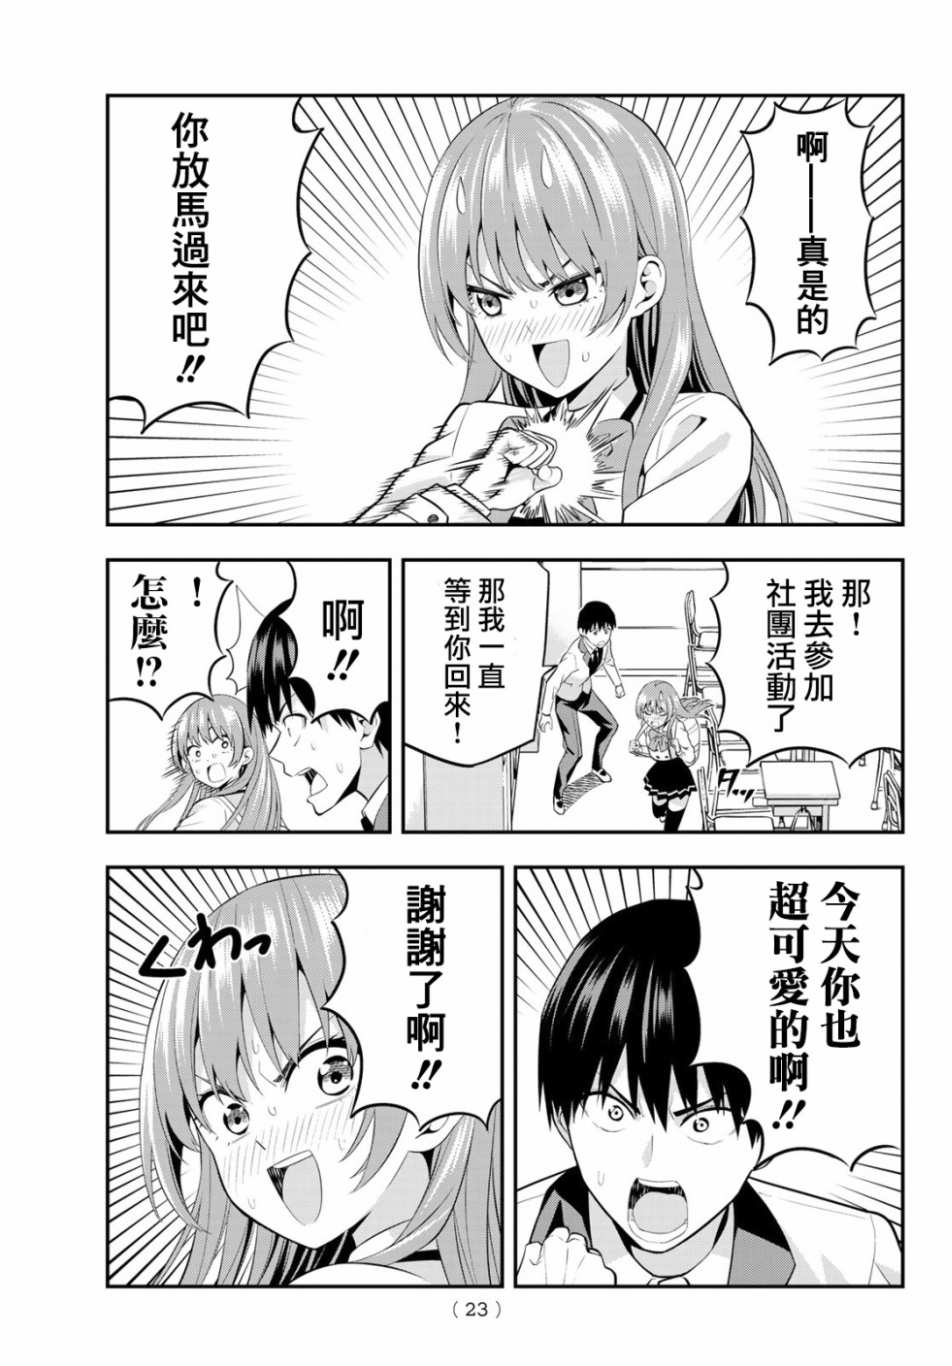 啊——真是的
你放馬過來吧!!
那!
我去參加
社團活動了
那我一直
等到你回來!
ダッ
啊!!
!
怎麼!?
今天你也
超可愛的啊!!
謝謝了啊!!
くわっ
(23)